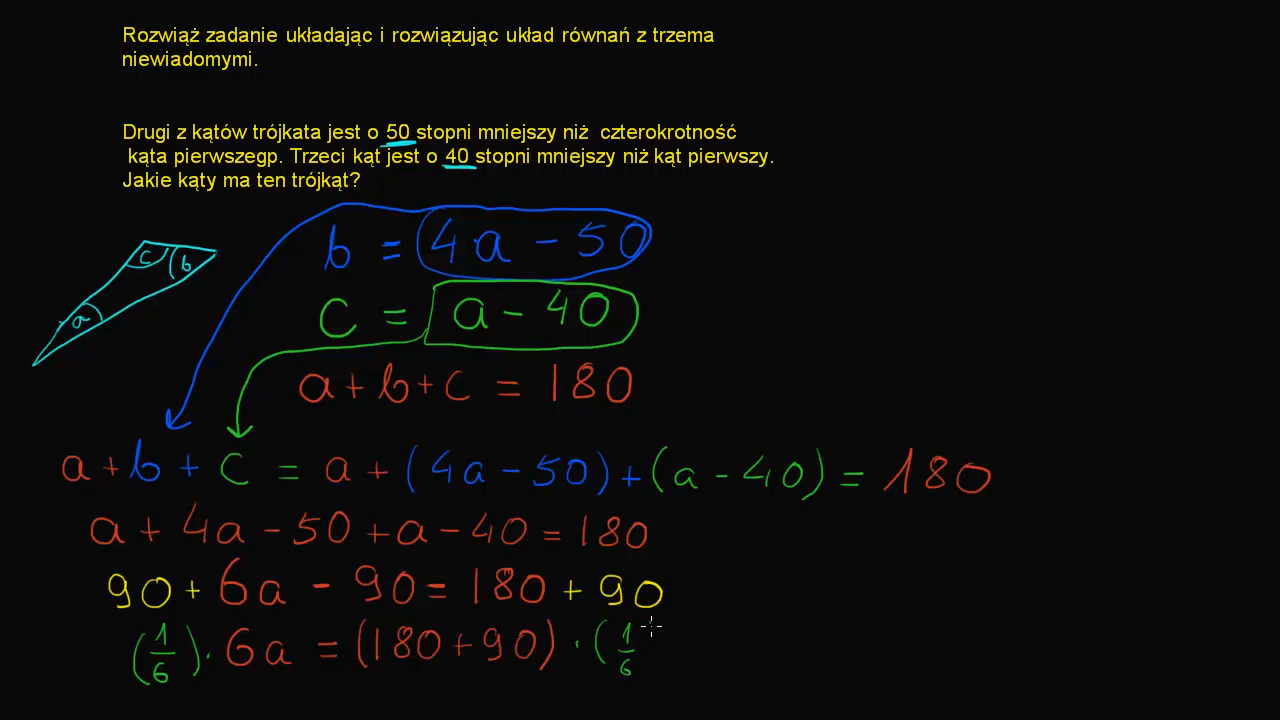 Rozwiąż zadanie układając i rozwiązując układ równań z trzema
niewiadomymi.
Drugi z kątów trójkata jest o 50 stopni mniejszy niż czterokrotność
kąta pierwszegp. Trzeci kąt jest o 40 stopni mniejszy niż kąt pierwszy.
Jakie kąty ma ten trójkąt?
b = 4a - 50
c b
a
c = a - 40
a + b + c = 180
a + b + c = a + (4a - 50) + (a - 40) = 180
a + 4a - 50 + a - 40 = 180
90 + 6a - 90 = 180 + 90
(1/6) · 6a = (180 + 90) · (1/6